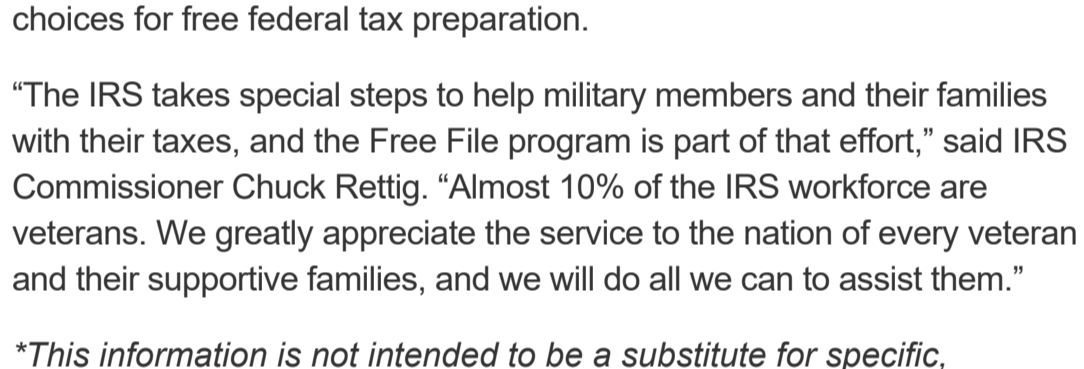 choices for free federal tax preparation.
“The IRS takes special steps to help military members and their families
with their taxes, and the Free File program is part of that effort,” said IRS
Commissioner Chuck Rettig. “Almost 10% of the IRS workforce are
veterans. We greatly appreciate the service to the nation of every veteran
and their supportive families, and we will do all we can to assist them.”
*This information is not intended to be a substitute for specific,